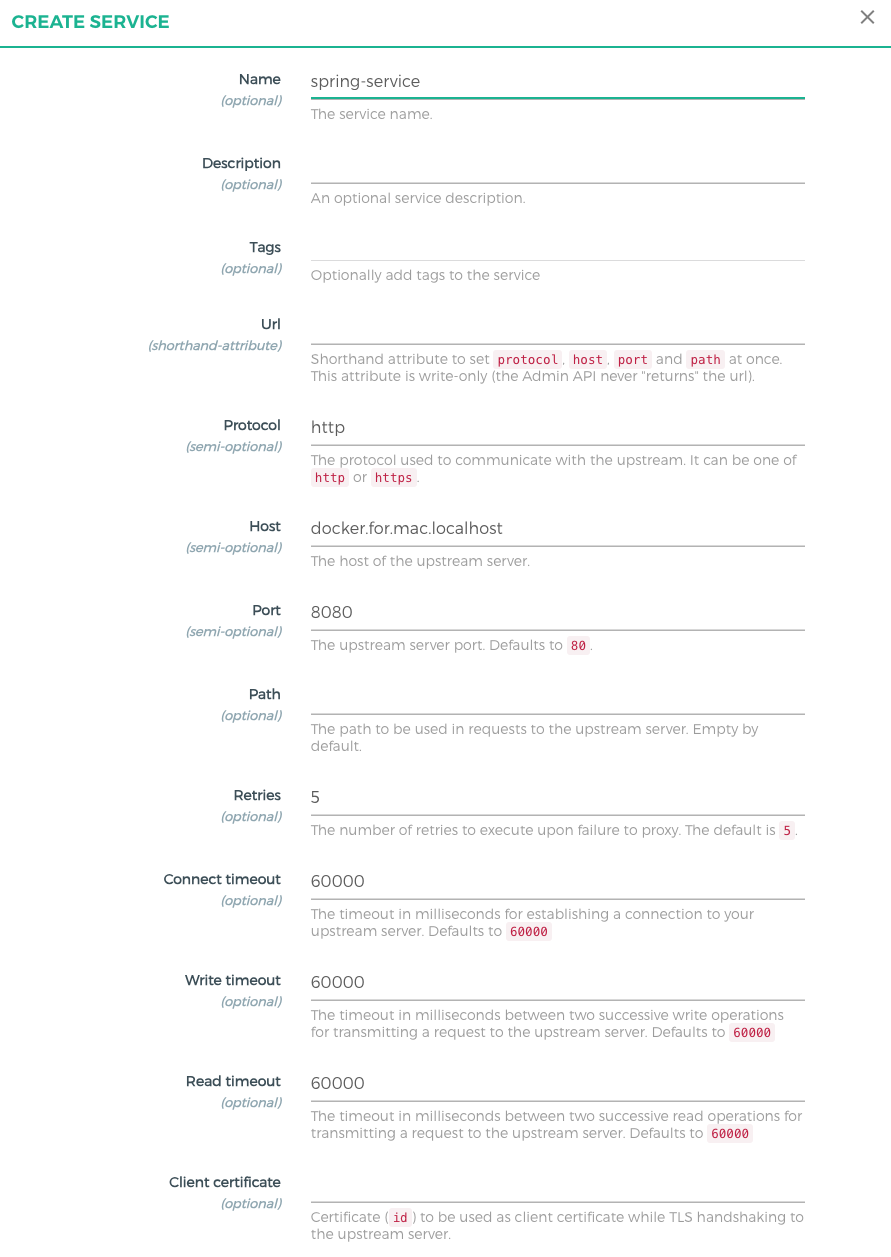 CREATE SERVICE
Name
(optional)
spring-service
The service name.
Description
(optional)
An optional service description.
Tags
(optional)
Optionally add tags to the service
Url
(shorthand-attribute)
Shorthand attribute to set protocol, host, port and path at once.
This attribute is write-only (the Admin API never "returns" the url).
Protocol
(semi-optional)
http
The protocol used to communicate with the upstream. It can be one of
http or https.
Host
(semi-optional)
docker.for.mac.localhost
The host of the upstream server.
Port
(semi-optional)
8080
The upstream server port. Defaults to 80.
Path
(optional)
The path to be used in requests to the upstream server. Empty by
default.
Retries
(optional)
5
The number of retries to execute upon failure to proxy. The default is 5.
Connect timeout
(optional)
60000
The timeout in milliseconds for establishing a connection to your
upstream server. Defaults to 60000
Write timeout
(optional)
60000
The timeout in milliseconds between two successive write operations
for transmitting a request to the upstream server. Defaults to 60000
Read timeout
(optional)
60000
The timeout in milliseconds between two successive read operations for
transmitting a request to the upstream server. Defaults to 60000
Client certificate
(optional)
Certificate (id) to be used as client certificate while TLS handshaking to
the upstream server.